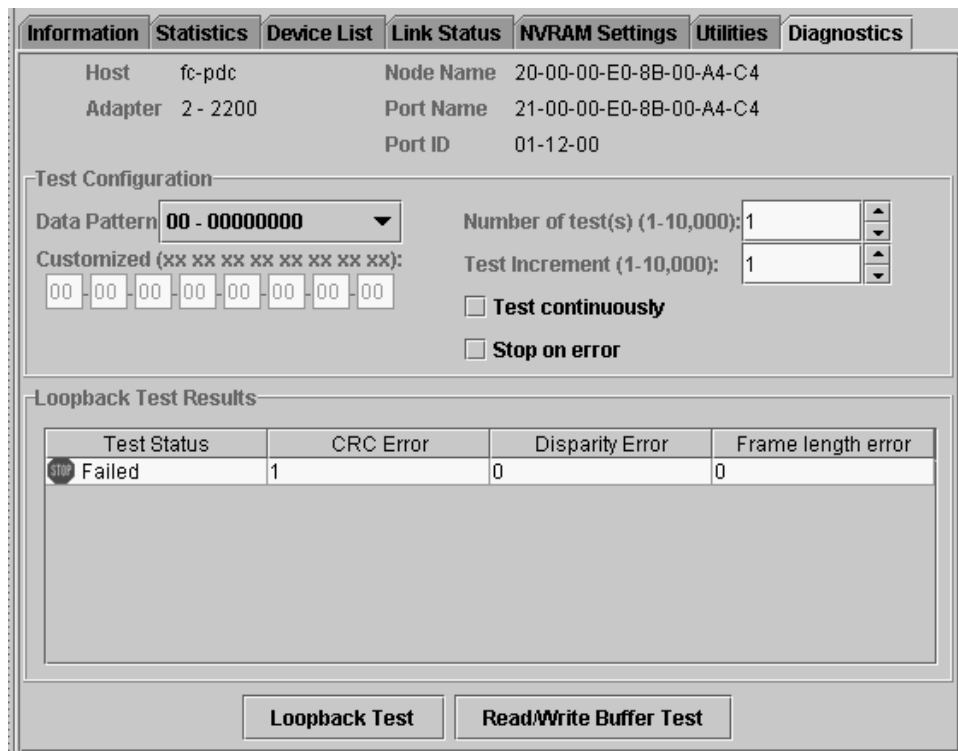 Information Statistics Device List Link Status NVRAM Settings Utilities Diagnostics
Host fc-pdc Node Name 20-00-00-E0-8B-00-A4-C4
Adapter 2 - 2200 Port Name 21-00-00-E0-8B-00-A4-C4
Port ID 01-12-00
Test Configuration
Data Pattern 00 - 00000000 Number of test(s) (1-10,000): 1
Customized (xx xx xx xx xx xx xx xx): Test Increment (1-10,000): 1
00-00-00-00-00-00-00-00
Test continuously
Stop on error
Loopback Test Results
Test Status CRC Error Disparity Error Frame length error
STOP Failed 1 0 0
Loopback Test Read/Write Buffer Test